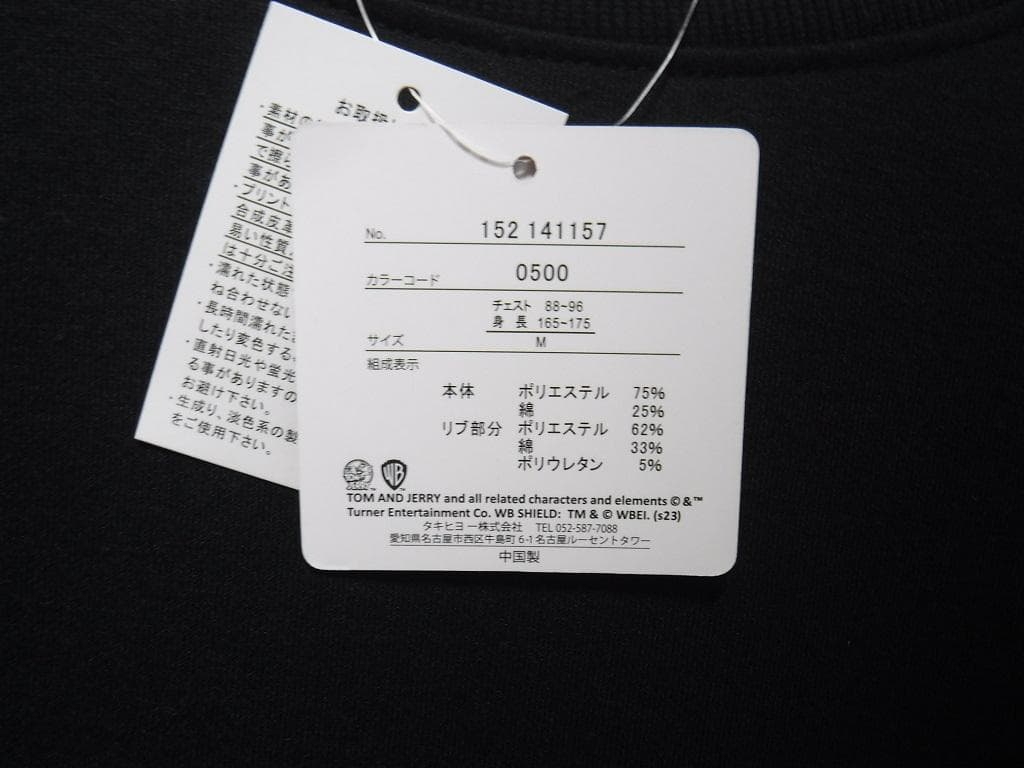 お取扱
・素材の
事が
で擦
事があ
・プリント
合成皮革
易い性質
は十分ご注
・濡れた状態
ね合わせない
・長時間濡れた
したり変色する
・直射日光や蛍光
る事がありますの
お避け下さい。
・生成り、淡色系の製
をご使用下さい。
No. 152 141157
カラーコード 0500
チェスト 88~96
身 長 165~175
サイズ M
組成表示
本体 ポリエステル 75%
綿 25%
リブ部分 ポリエステル 62%
綿 33%
ポリウレタン 5%
WB
TOM AND JERRY and all related characters and elements © & ™
Turner Entertainment Co. WB SHIELD: TM & © WBEI. (s23)
タキヒヨー株式会社 TEL 052-587-7088
愛知県名古屋市西区牛島町6-1名古屋ルーセントタワー
中国製